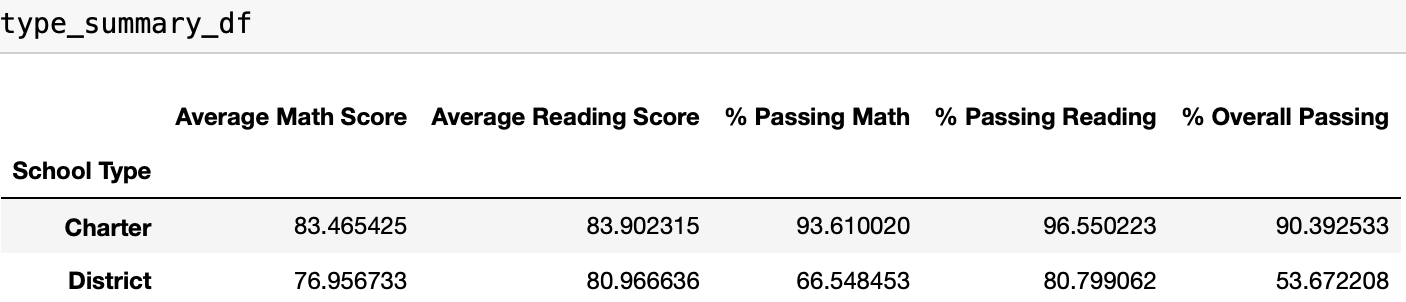 type_summary_df
Average Math Score Average Reading Score % Passing Math % Passing Reading % Overall Passing
School Type
Charter 83.465425 83.902315 93.610020 96.550223 90.392533
District 76.956733 80.966636 66.548453 80.799062 53.672208